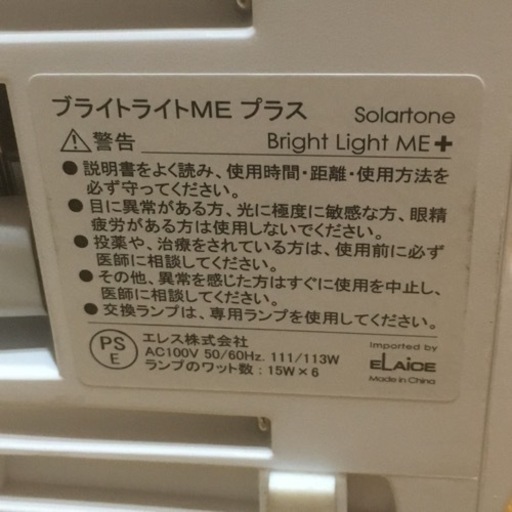 ブライトライトME プラス Solartone
⚠警告 Bright Light ME✚
● 説明書をよく読み、使用時間・距離・使用方法を
必ず守ってください。
● 目に異常がある方、光に極度に敏感な方、眼精
疲労がある方は使用しないでください。
● 投薬や、治療をされている方は、使用前に必ず
医師に相談してください。
● その他、異常を感じた方はすぐに使用を中止し、
医師に相談してください。
● 交換ランプは、専用ランプを使用してください。
PS
E
エレス株式会社
AC100V 50/60Hz. 111/113W
ランプのワット数：15W×6
Imported by
ELAICE
Made in China